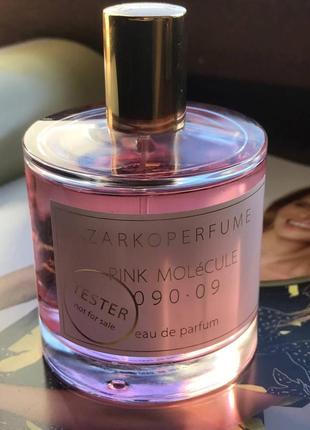 ZARKOPERFUME
PINK MOLéCULE
090·09
eau de parfum
TESTER
not for sale